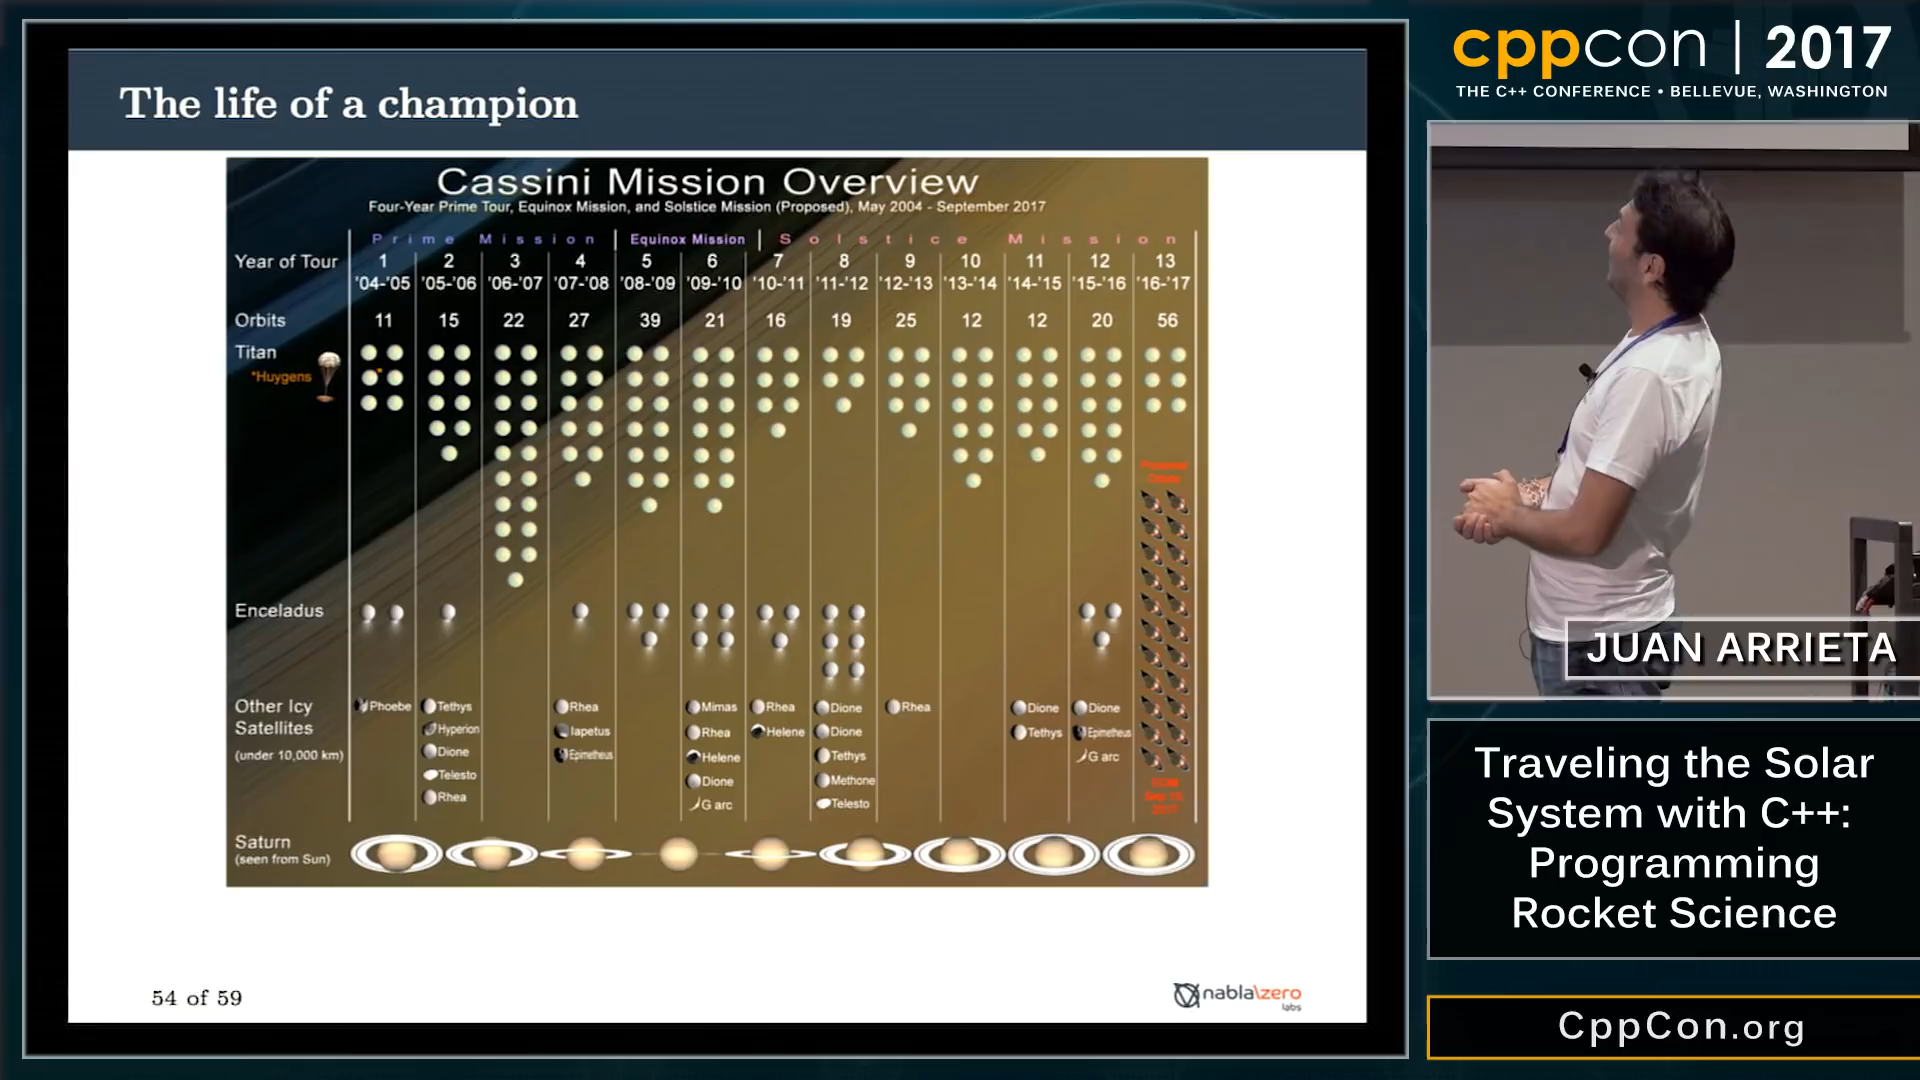 The life of a champion
Cassini Mission Overview
Four-Year Prime Tour, Equinox Mission, and Solstice Mission (Proposed), May 2004 - September 2017
Prime Mission Equinox Mission Solstice Mission
Year of Tour 1 2 3 4 5 6 7 8 9 10 11 12 13
'04-'05 '05-'06 '06-'07 '07-'08 '08-'09 '09-'10 '10-'11 '11-'12 '12-'13 '13-'14 '14-'15 '15-'16 '16-'17
Orbits 11 15 22 27 39 21 16 19 25 12 12 20 56
Titan
*Huygens
Enceladus
Other Icy Phoebe Tethys Rhea Mimas Rhea Dione Rhea Dione Dione
Satellites Hyperion Iapetus Rhea Helene Dione Tethys Epimetheus
(under 10,000 km) Dione Epimetheus Helene Tethys G arc
Telesto Dione Methone
Rhea G arc Telesto
Saturn
(seen from Sun)
54 of 59
nabla\zero
labs
cppcon | 2017
THE C++ CONFERENCE • BELLEVUE, WASHINGTON
JUAN ARRIETA
Traveling the Solar
System with C++:
Programming
Rocket Science
CppCon.org